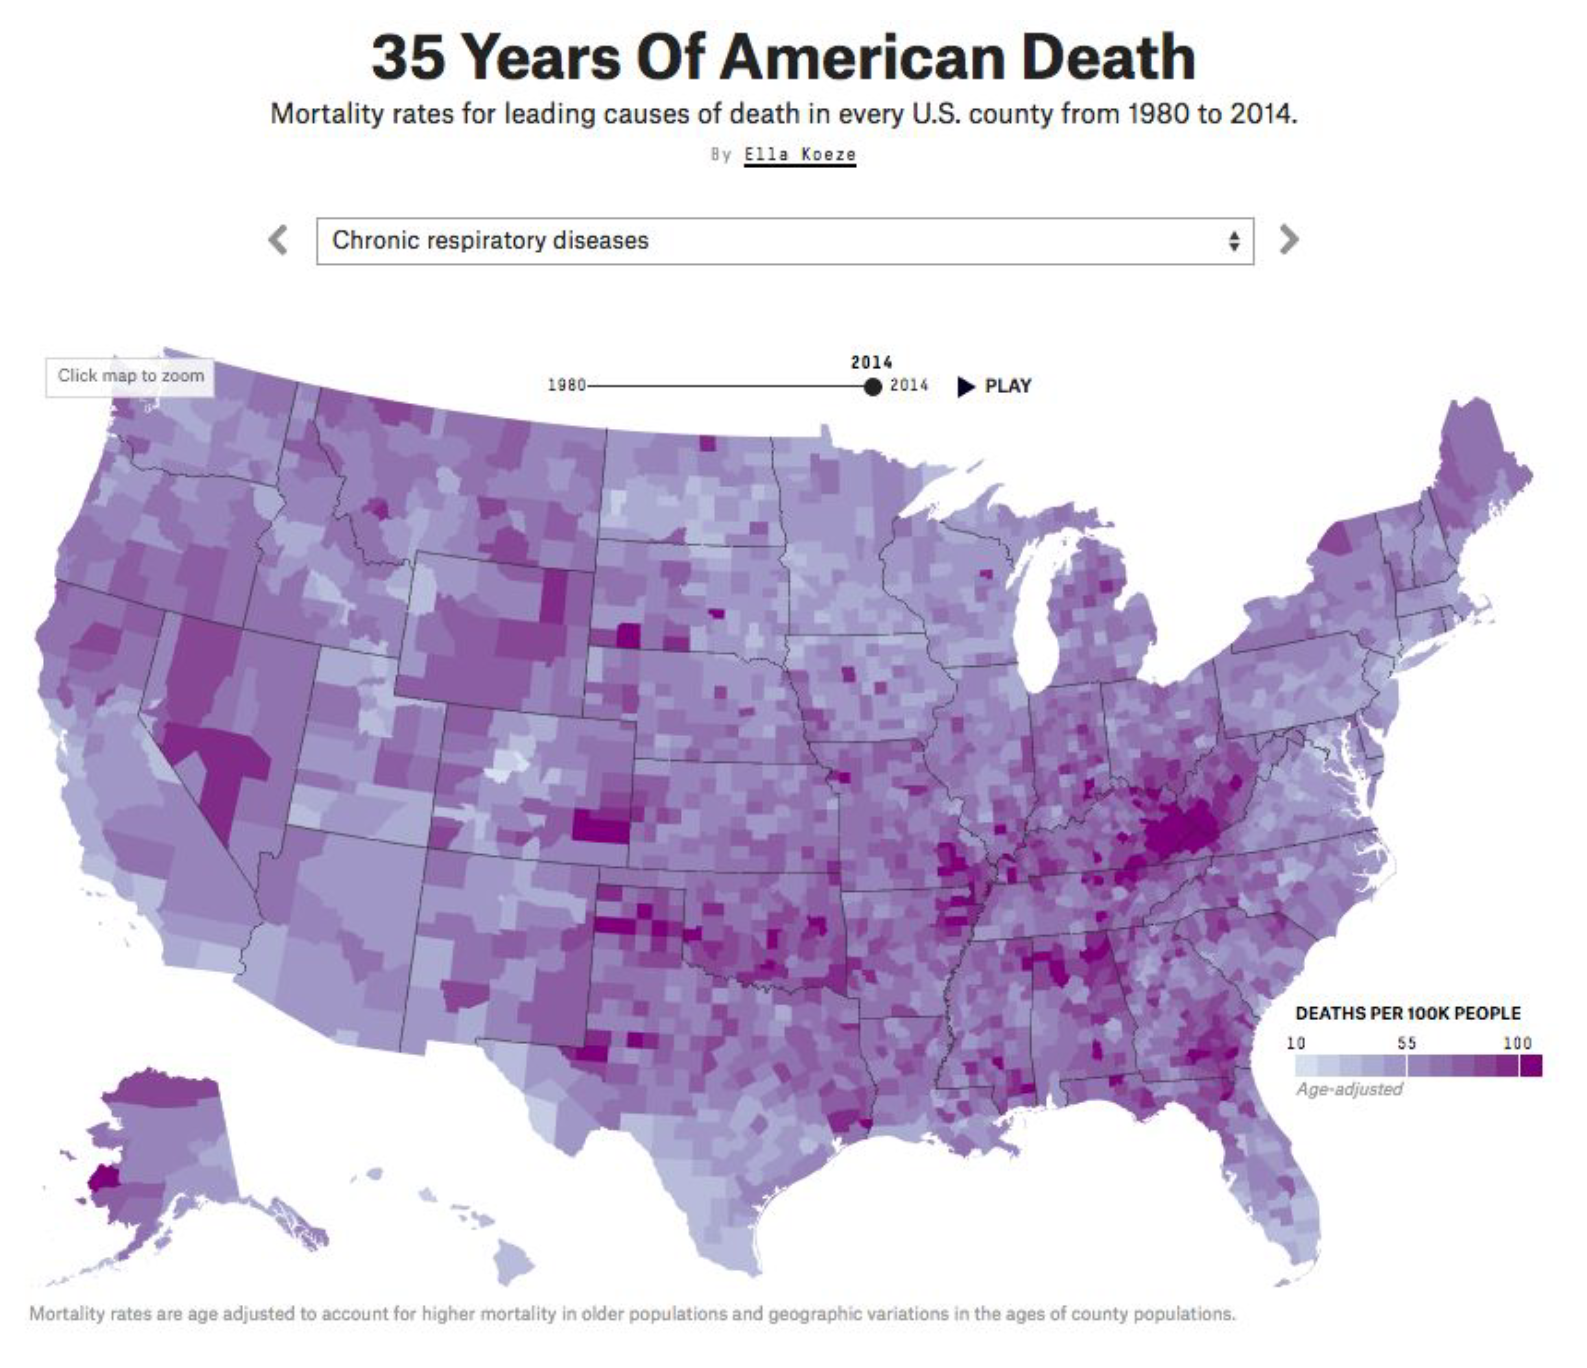 35 Years Of American Death
Mortality rates for leading causes of death in every U.S. county from 1980 to 2014.
By Ella Koeze
Chronic respiratory diseases
Click map to zoom
2014
1980 2014 PLAY
DEATHS PER 100K PEOPLE
10 55 100
Age-adjusted
Mortality rates are age adjusted to account for higher mortality in older populations and geographic variations in the ages of county populations.